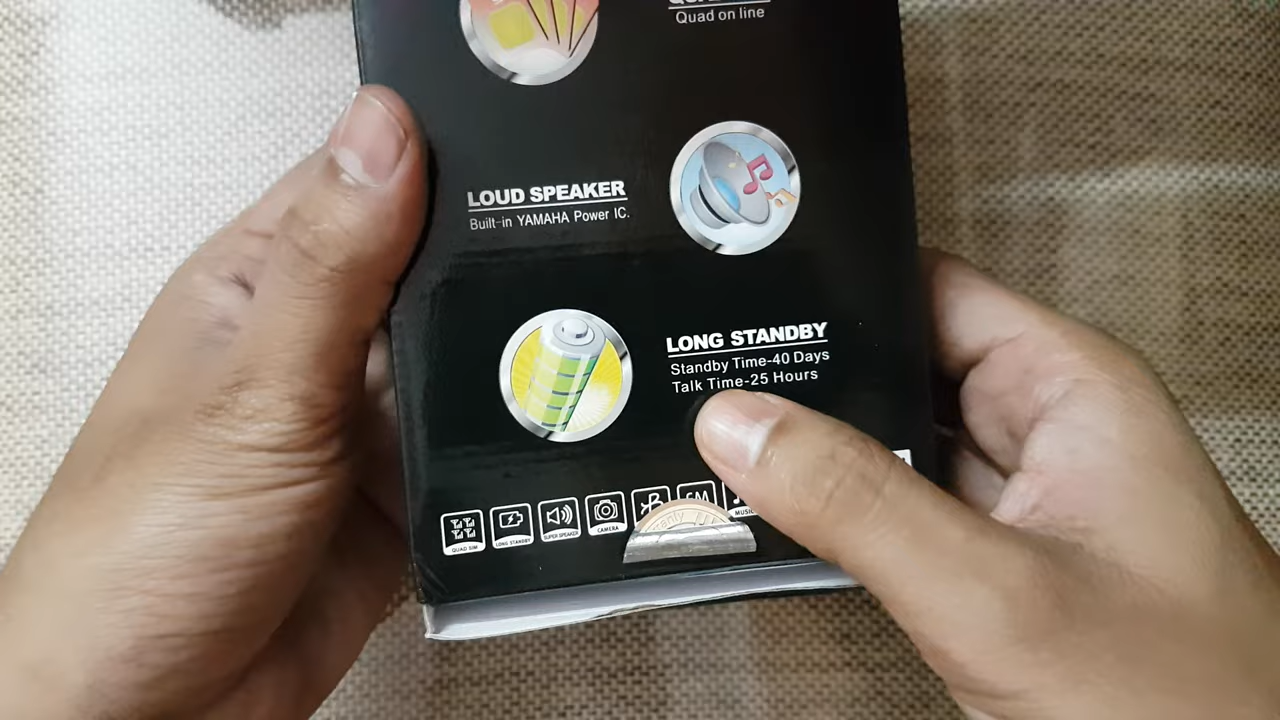 Quad on line
LOUD SPEAKER
Built-in YAMAHA Power IC.
LONG STANDBY
Standby Time-40 Days
Talk Time-25 Hours
QUAD SIM
LONG STANDBY
SUPER SPEAKER
CAMERA
FM
MUSIC